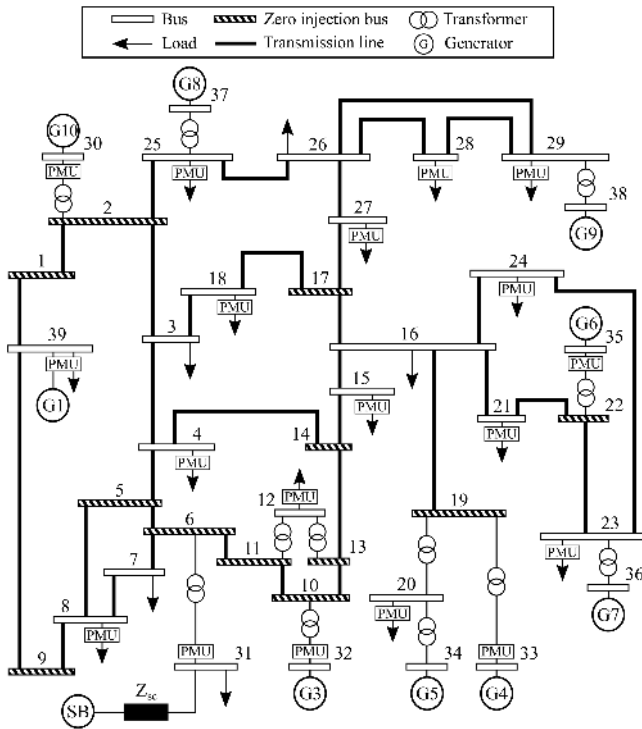 Bus Zero injection bus Transformer
Load Transmission line G Generator
G8
37
G10
30
PMU
25
PMU
26
28
PMU
29
PMU
38
G9
2
1
27
PMU
18
PMU
17
24
PMU
G6
35
PMU
39
PMU
G1
3
16
15
PMU
21
PMU
22
4
PMU
14
5
6
12
PMU
19
11
13
7
10
23
PMU
36
G7
8
PMU
20
PMU
9
PMU
31
PMU
32
G3
34
G5
PMU
33
G4
SB
Zsc